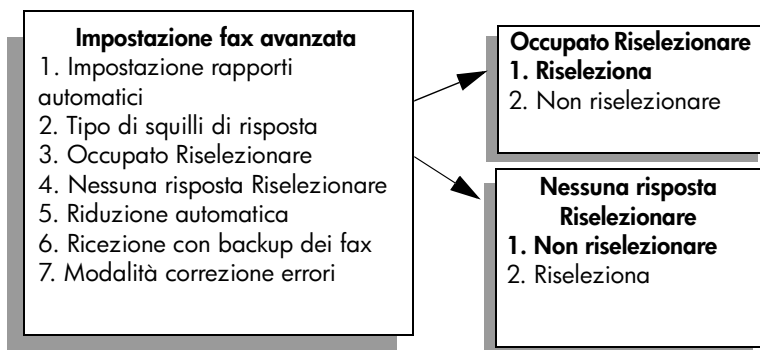 Impostazione fax avanzata
1. Impostazione rapporti
automatici
2. Tipo di squilli di risposta
3. Occupato Riselezionare
4. Nessuna risposta Riselezionare
5. Riduzione automatica
6. Ricezione con backup dei fax
7. Modalità correzione errori
Occupato Riselezionare
1. Riseleziona
2. Non riselezionare
Nessuna risposta
Riselezionare
1. Non riselezionare
2. Riseleziona